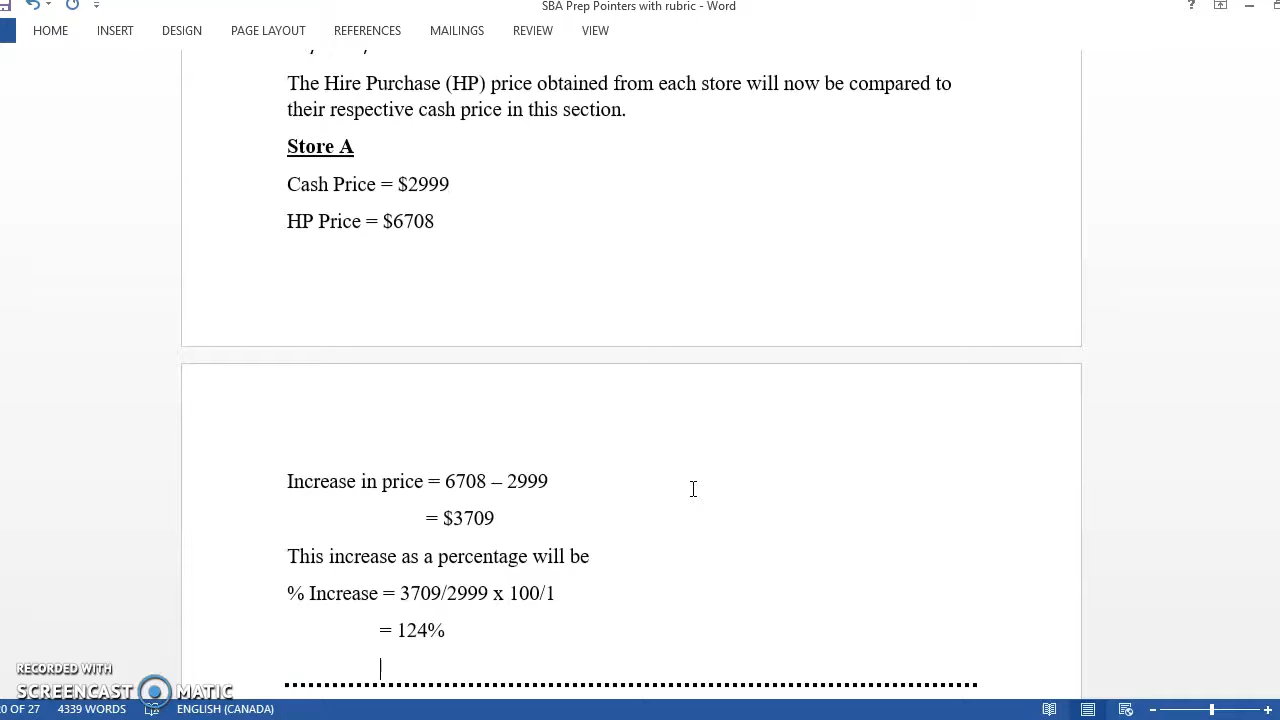 SBA Prep Pointers with rubric - Word
?
HOME INSERT DESIGN PAGE LAYOUT REFERENCES MAILINGS REVIEW VIEW
The Hire Purchase (HP) price obtained from each store will now be compared to
their respective cash price in this section.
Store A
Cash Price = $2999
HP Price = $6708
Increase in price = 6708 – 2999
= $3709
This increase as a percentage will be
% Increase = 3709/2999 x 100/1
= 124%
RECORDED WITH
SCREENCAST MATIC
0 OF 27 4339 WORDS ENGLISH (CANADA)